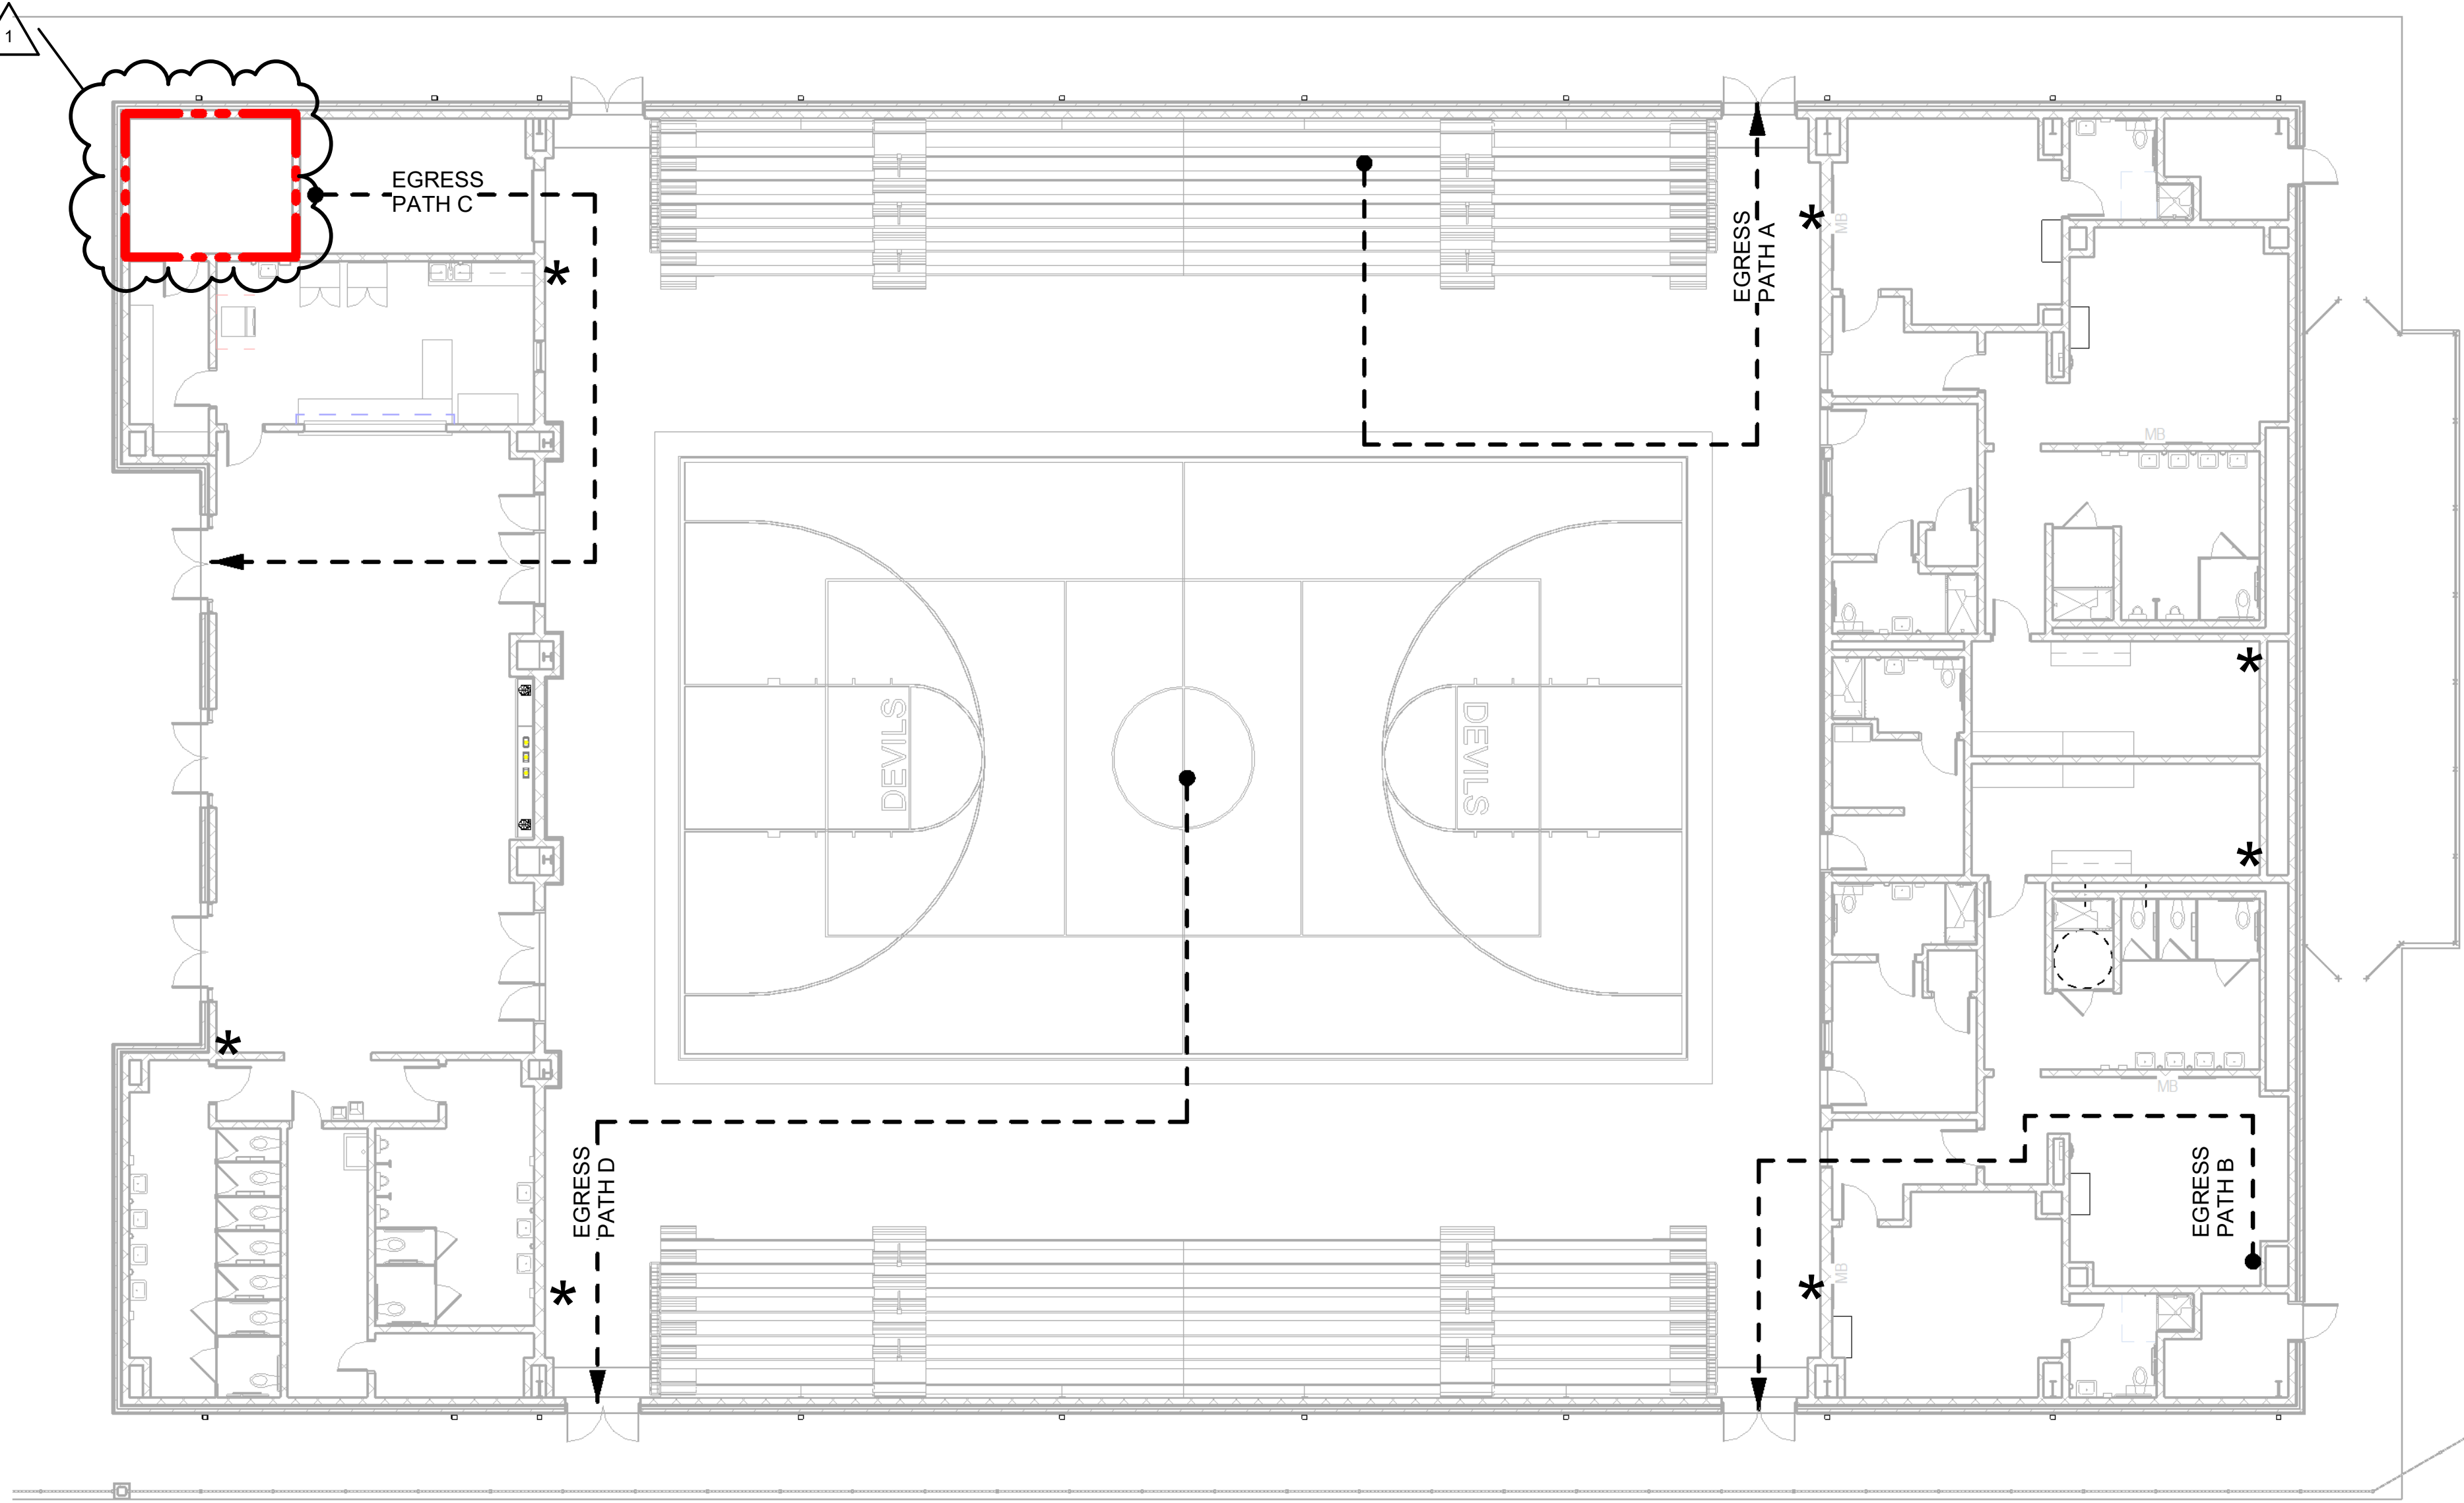 1
EGRESS
PATH C
EGRESS
PATH A
MB
MB
DEVILS
DEVILS
MB
EGRESS
PATH D
EGRESS
PATH B
MB